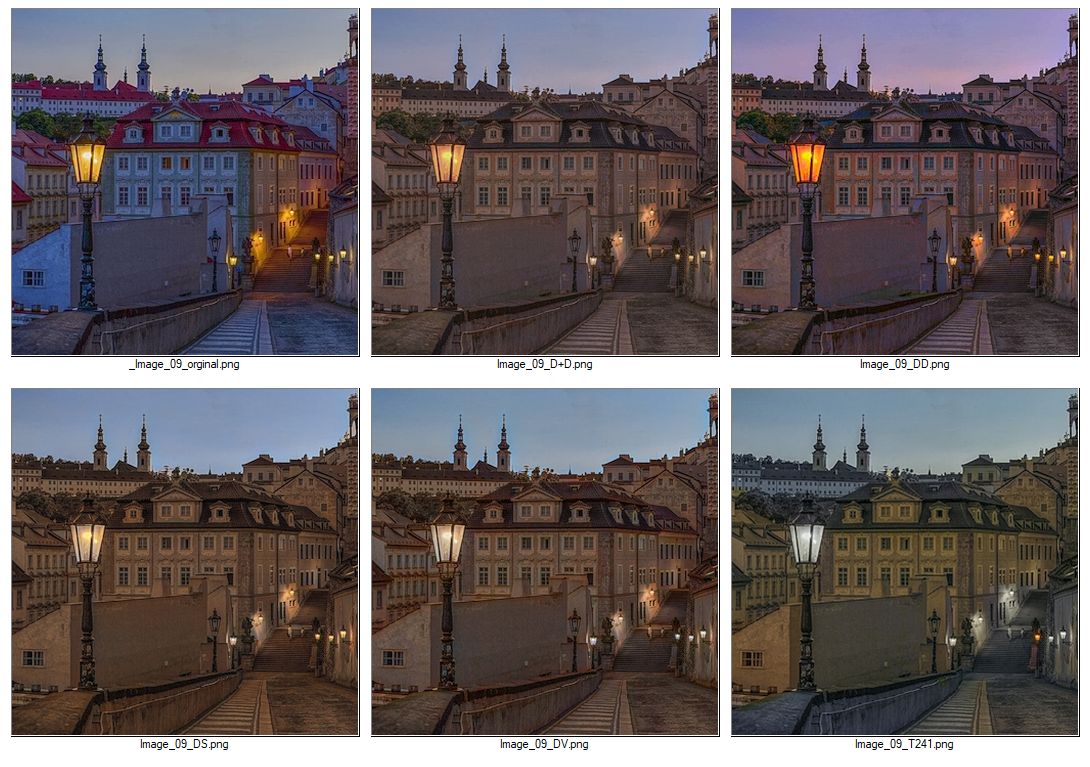 _Image_09_orginal.png
Image_09_D+D.png
Image_09_DD.png
Image_09_DS.png
Image_09_DV.png
Image_09_T241.png